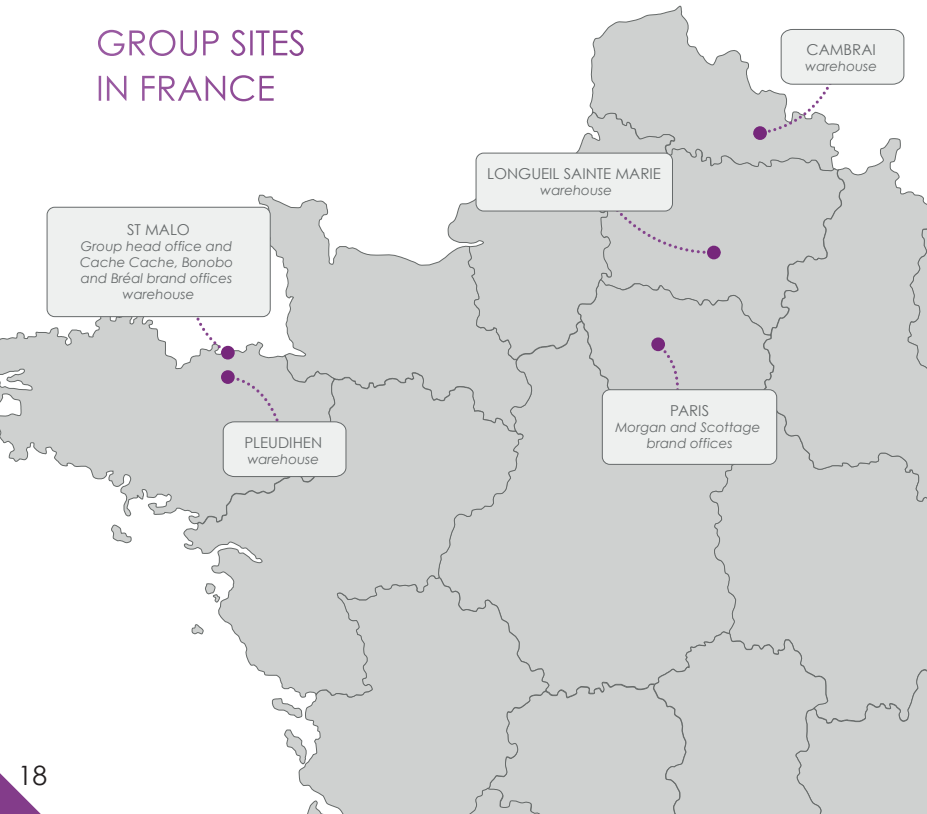 GROUP SITES
IN FRANCE
CAMBRAI
warehouse
LONGUEIL SAINTE MARIE
warehouse
ST MALO
Group head office and
Cache Cache, Bonobo
and Bréal brand offices
warehouse
PARIS
Morgan and Scottage
brand offices
PLEUDIHEN
warehouse
18